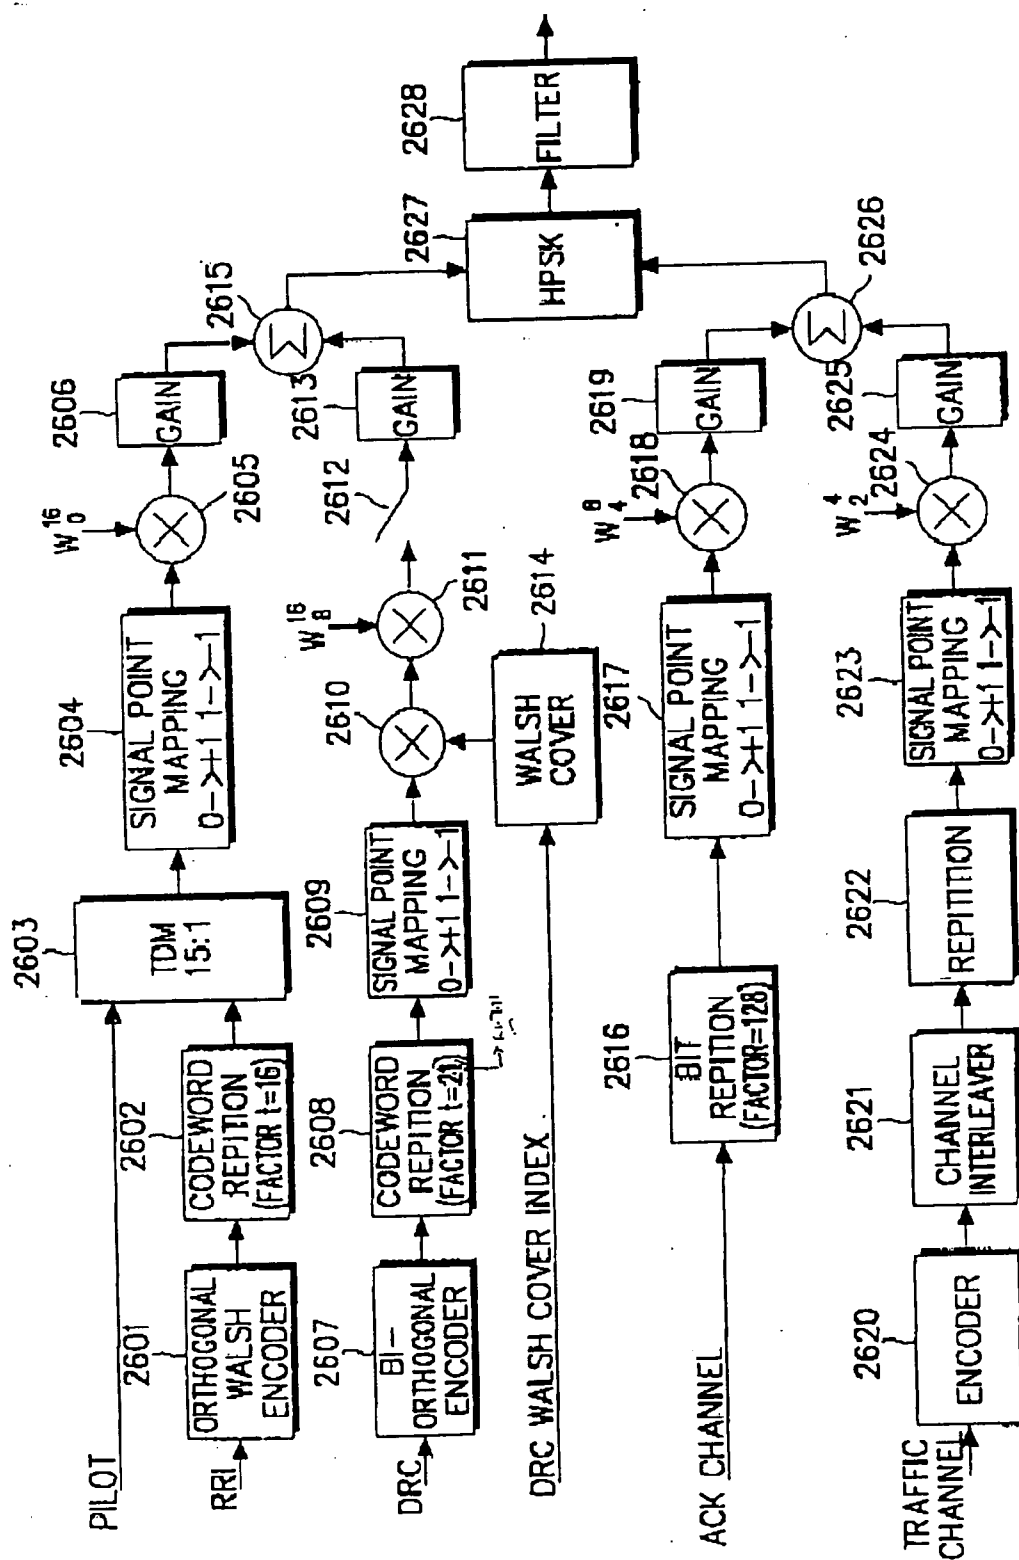 PILOT
RRI
2601
ORTHOGONAL
WALSH
ENCODER
2602
CODEWORD
REPITION
(FACTOR t=16)
2603
TDM
15:1
2604
SIGNAL POINT
MAPPING
0->+1 1->-1
W 16 0
2605
2606
GAIN
2615
Σ
DRC
2607
BI-
ORTHOGONAL
ENCODER
2608
CODEWORD
REPITION
(FACTOR t=21)
2609
SIGNAL POINT
MAPPING
0->+1 1->-1
2610
W 16 8
2611
2612
2613
GAIN
DRC WALSH COVER INDEX
2614
WALSH
COVER
2627
HPSK
2628
FILTER
ACK CHANNEL
2616
BIT
REPITION
(FACTOR=128)
2617
SIGNAL POINT
MAPPING
0->+1 1->-1
W 8 4
2618
2619
GAIN
2626
Σ
TRAFFIC
CHANNEL
2620
ENCODER
2621
CHANNEL
INTERLEAVER
2622
REPITION
2623
SIGNAL POINT
MAPPING
0->+1 1->-1
W 4 2
2624
2625
GAIN